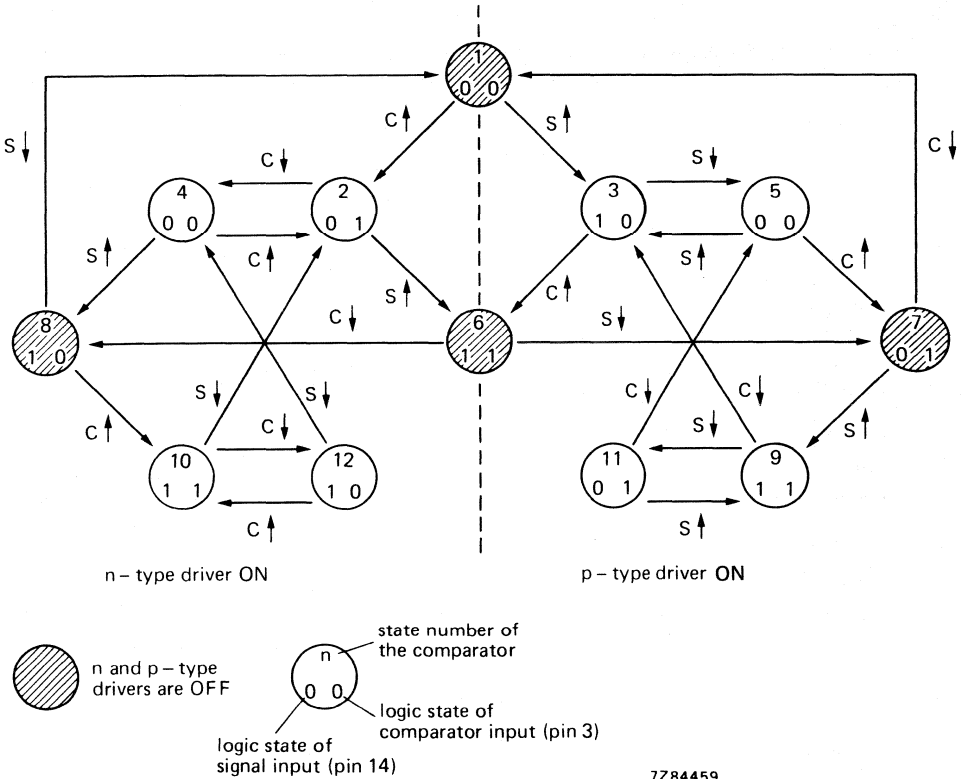 1
0 0
C↑
S↑
S↓
C↓
C↓
S↓
4
0 0
2
0 1
3
1 0
5
0 0
S↑
C↑
S↑
C↑
S↑
C↑
C↓
S↓
8
1 0
6
1 1
7
0 1
S↓
S↓
C↓
C↓
C↑
C↓
S↓
S↑
10
1 1
12
1 0
11
0 1
9
1 1
C↑
S↑
n – type driver ON
p – type driver ON
n and p – type
drivers are OFF
n
0 0
state number of
the comparator
logic state of
comparator input (pin 3)
logic state of
signal input (pin 14)
7Z84459